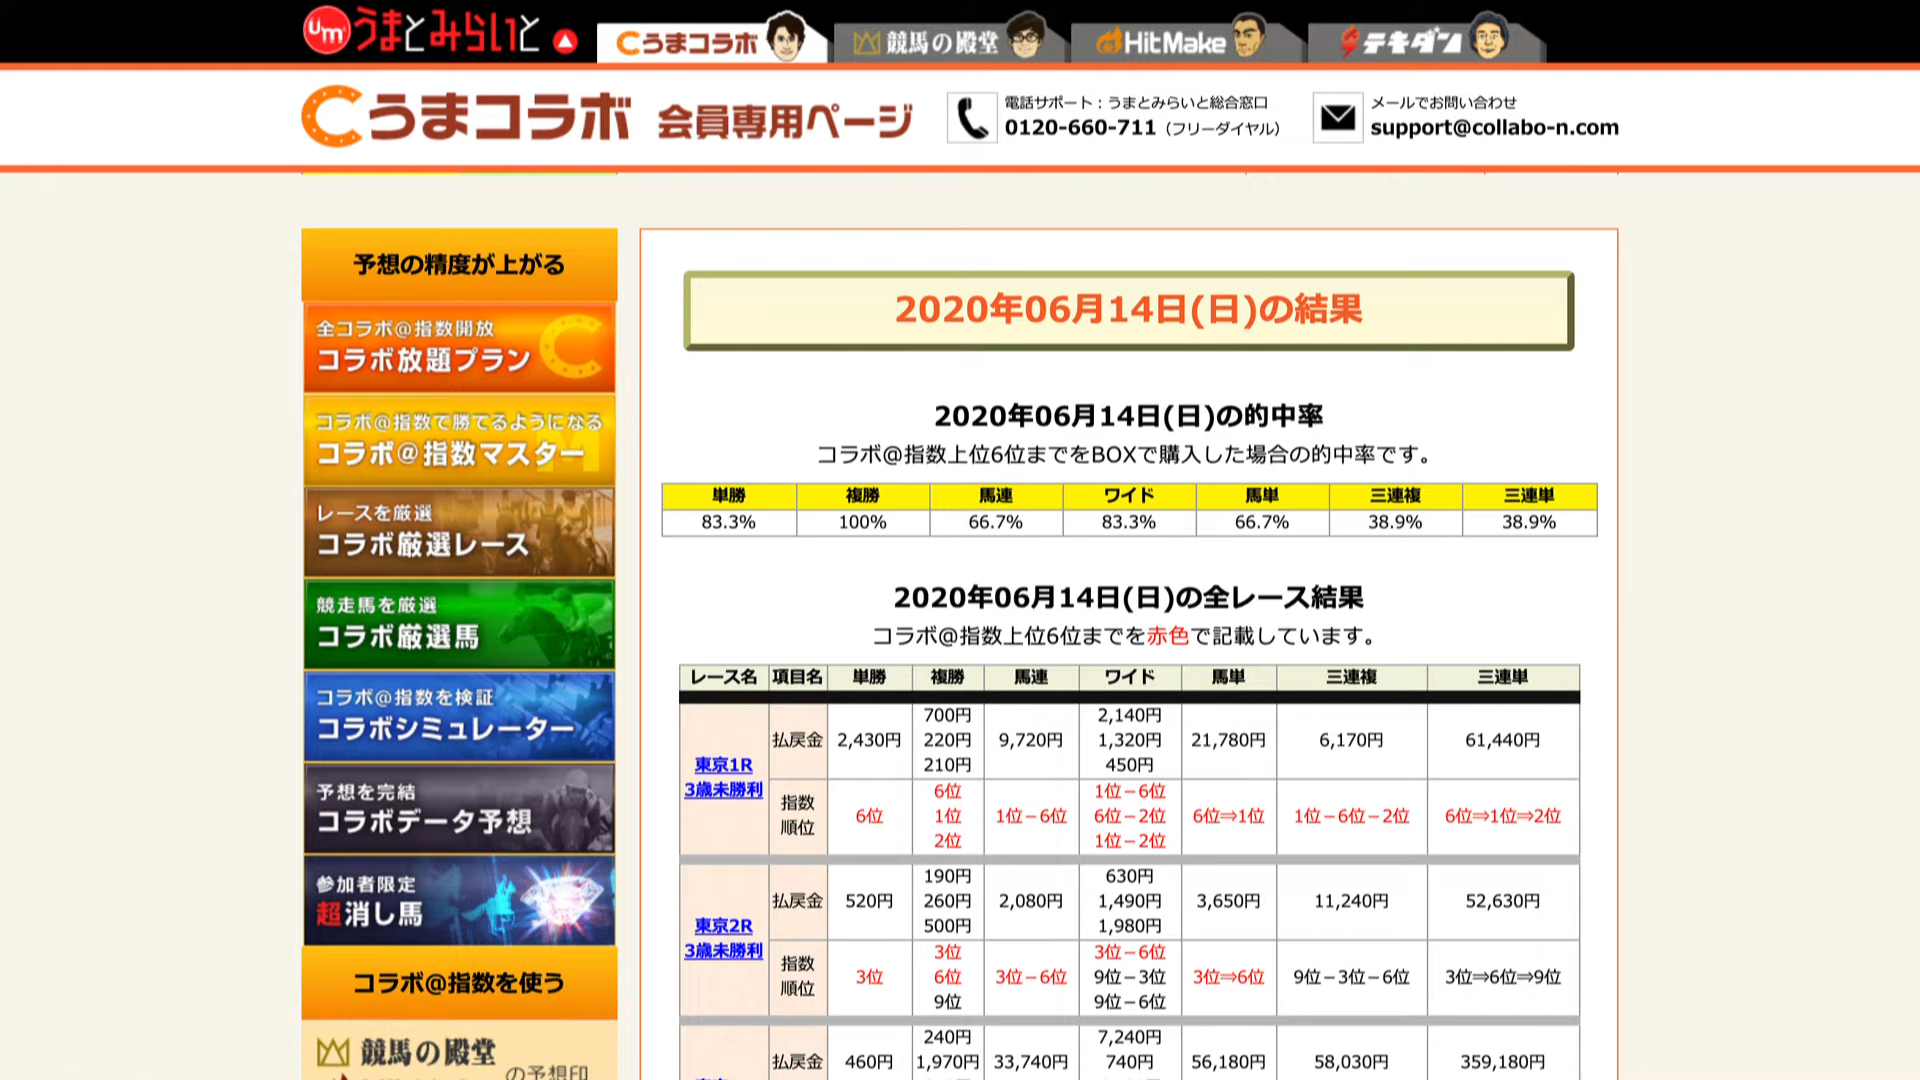 Um うまとみらいと
うまコラボ
競馬の殿堂
HitMake
テキダン
うまコラボ 会員専用ページ
電話サポート：うまとみらいと総合窓口
0120-660-711（フリーダイヤル）
メールでお問い合わせ
support@collabo-n.com
予想の精度が上がる
全コラボ@指数開放
コラボ放題プラン
コラボ@指数で勝てるようになる
コラボ@指数マスター
レースを厳選
コラボ厳選レース
競走馬を厳選
コラボ厳選馬
コラボ@指数を検証
コラボシミュレーター
予想を完結
コラボデータ予想
参加者限定
超消し馬
コラボ@指数を使う
競馬の殿堂
の予想印
2020年06月14日(日)の結果
2020年06月14日(日)の的中率
コラボ@指数上位6位までをBOXで購入した場合の的中率です。
単勝 複勝 馬連 ワイド 馬単 三連複 三連単
83.3% 100% 66.7% 83.3% 66.7% 38.9% 38.9%
2020年06月14日(日)の全レース結果
コラボ@指数上位6位までを赤色で記載しています。
レース名 項目名 単勝 複勝 馬連 ワイド 馬単 三連複 三連単
東京1R
3歳未勝利
払戻金 2,430円 700円 220円 210円 9,720円 2,140円 1,320円 450円 21,780円 6,170円 61,440円
指数順位 6位 6位 1位 2位 1位－6位 1位－6位 6位－2位 1位－2位 6位⇒1位 1位－6位－2位 6位⇒1位⇒2位
東京2R
3歳未勝利
払戻金 520円 190円 260円 500円 2,080円 630円 1,490円 1,980円 3,650円 11,240円 52,630円
指数順位 3位 3位 6位 9位 3位－6位 3位－6位 9位－3位 9位－6位 3位⇒6位 9位－3位－6位 3位⇒6位⇒9位
払戻金 460円 240円 1,970円 33,740円 7,240円 740円 56,180円 58,030円 359,180円